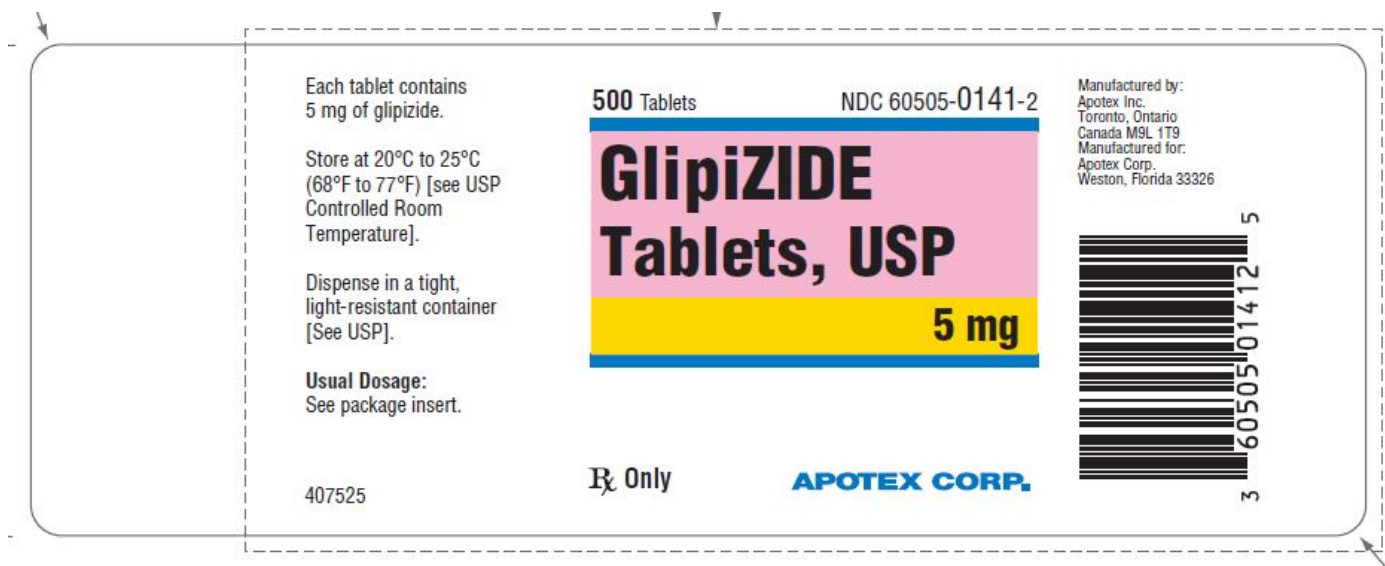 Each tablet contains
5 mg of glipizide.
Store at 20°C to 25°C
(68°F to 77°F) [see USP
Controlled Room
Temperature].
Dispense in a tight,
light-resistant container
[See USP].
Usual Dosage:
See package insert.
407525
500 Tablets NDC 60505-0141-2
GlipiZIDE
Tablets, USP
5 mg
℞ Only APOTEX CORP.
Manufactured by:
Apotex Inc.
Toronto, Ontario
Canada M9L 1T9
Manufactured for:
Apotex Corp.
Weston, Florida 33326
3 60505 01412 5